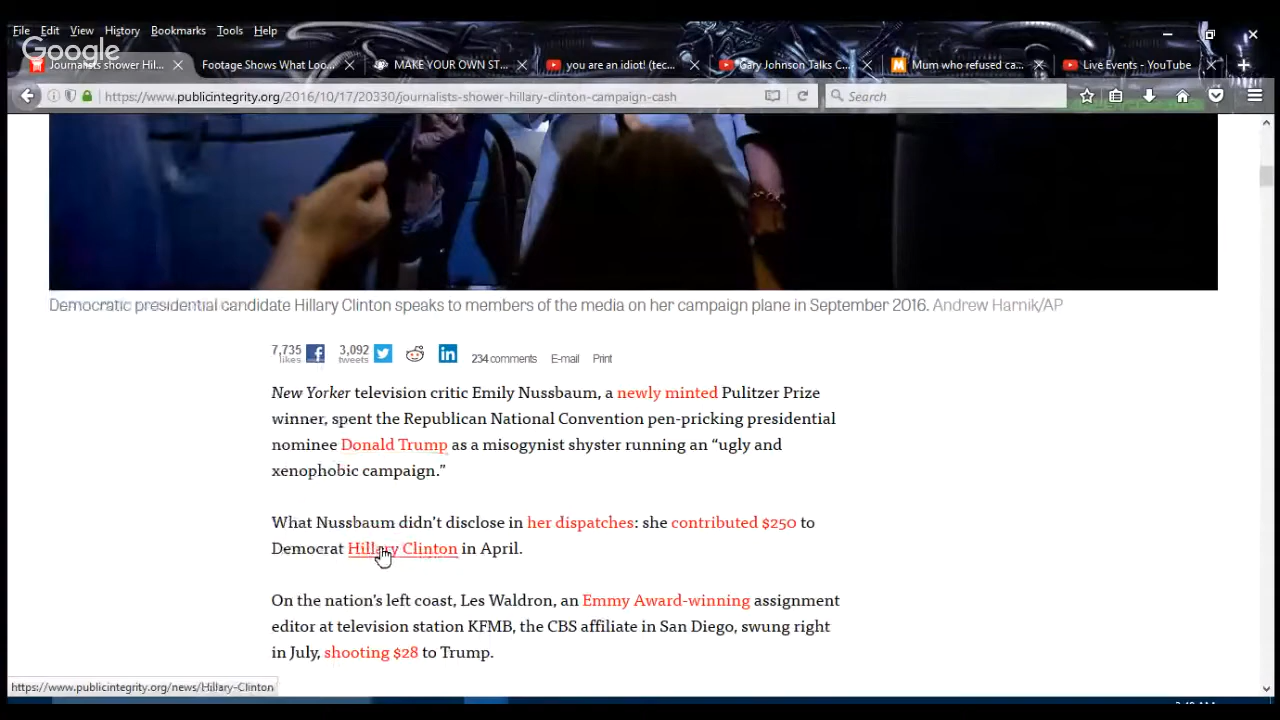 File Edit View History Bookmarks Tools Help
Google
Journalists shower Hil...
Footage Shows What Loo...
MAKE YOUR OWN ST...
you are an idiot! (tec...
Gary Johnson Talks C...
Mum who refused ca...
Live Events - YouTube
https://www.publicintegrity.org/2016/10/17/20330/journalists-shower-hillary-clinton-campaign-cash
Search
Democratic presidential candidate Hillary Clinton speaks to members of the media on her campaign plane in September 2016. Andrew Harnik/AP
7,735 likes
3,092 tweets
234 comments E-mail Print
New Yorker television critic Emily Nussbaum, a newly minted Pulitzer Prize
winner, spent the Republican National Convention pen-pricking presidential
nominee Donald Trump as a misogynist shyster running an “ugly and
xenophobic campaign.”
What Nussbaum didn’t disclose in her dispatches: she contributed $250 to
Democrat Hillary Clinton in April.
On the nation’s left coast, Les Waldron, an Emmy Award-winning assignment
editor at television station KFMB, the CBS affiliate in San Diego, swung right
in July, shooting $28 to Trump.
https://www.publicintegrity.org/news/Hillary-Clinton